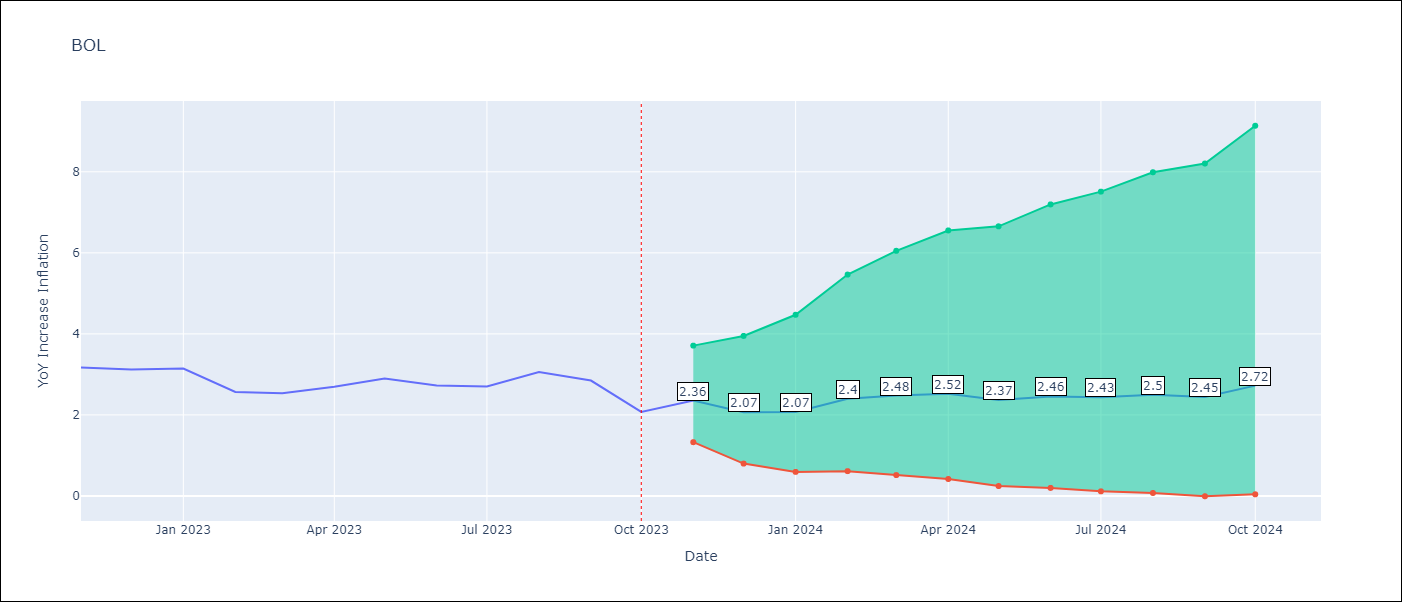 BOL
YoY Increase Inflation
8
6
4
2
0
2.36
2.07
2.07
2.4
2.48
2.52
2.37
2.46
2.43
2.5
2.45
2.72
Jan 2023
Apr 2023
Jul 2023
Oct 2023
Jan 2024
Apr 2024
Jul 2024
Oct 2024
Date